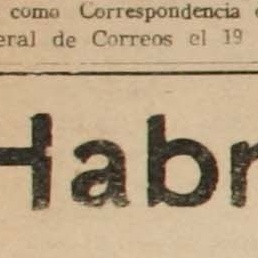 como Correspondencia
eral de Correos el 19
Habr